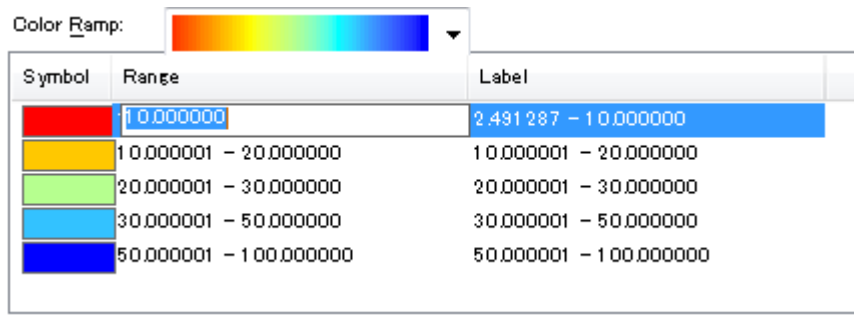 Color Ramp:
Symbol Range Label
10.000000 2.491287 - 10.000000
10.000001 - 20.000000 10.000001 - 20.000000
20.000001 - 30.000000 20.000001 - 30.000000
30.000001 - 50.000000 30.000001 - 50.000000
50.000001 - 100.000000 50.000001 - 100.000000